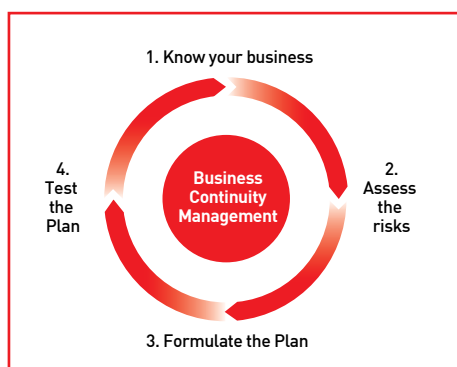 1. Know your business
2.
Assess
the
risks
3. Formulate the Plan
4.
Test
the
Plan
Business
Continuity
Management